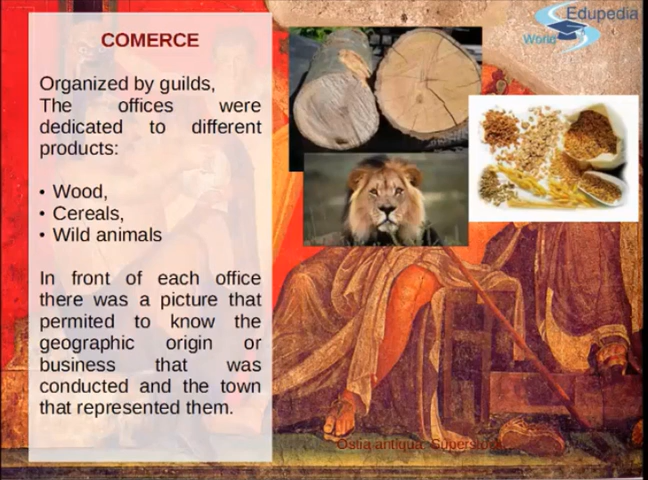 COMERCE
Edupedia
World
Organized by guilds,
The offices were
dedicated to different
products:
• Wood,
• Cereals,
• Wild animals
In front of each office
there was a picture that
permited to know the
geographic origin or
business that was
conducted and the town
that represented them.
Ostia antiqua. Superstock